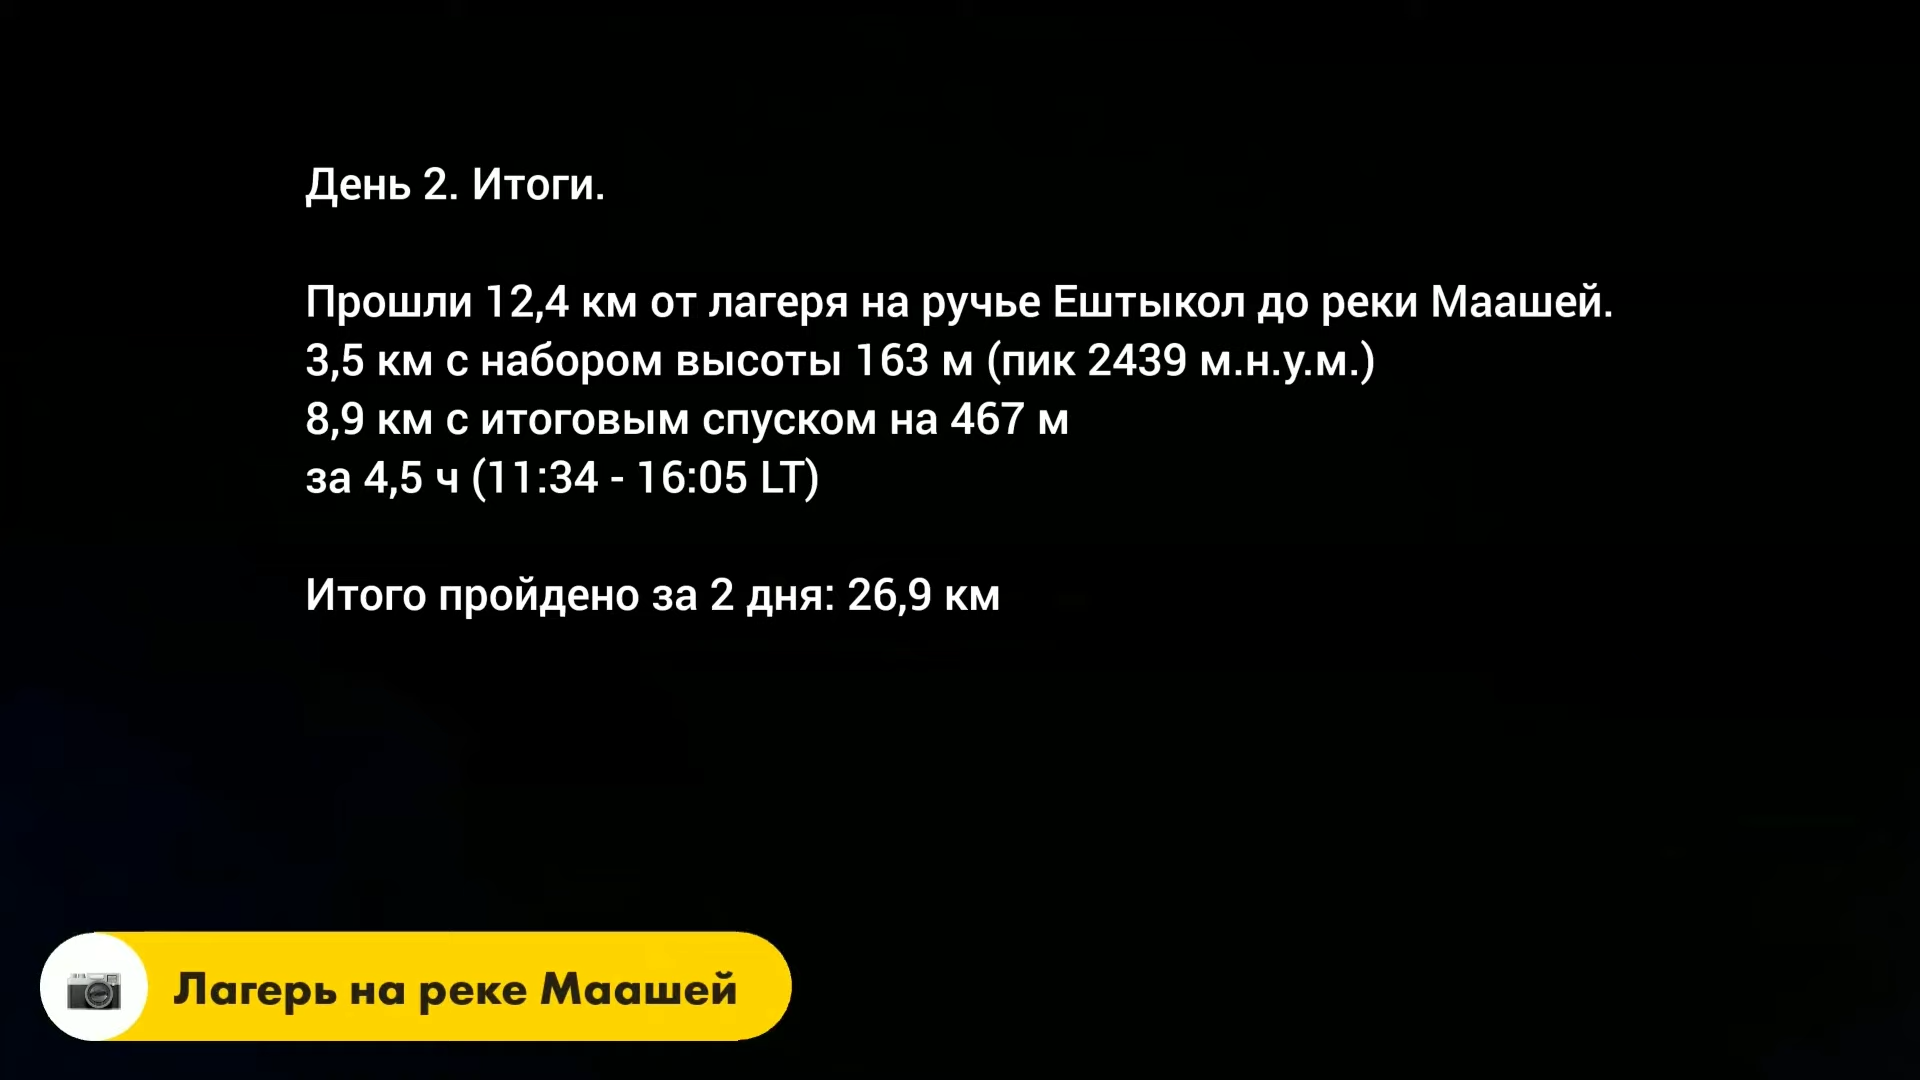 День 2. Итоги.
Прошли 12,4 км от лагеря на ручье Ештыкол до реки Маашей.
3,5 км с набором высоты 163 м (пик 2439 м.н.у.м.)
8,9 км с итоговым спуском на 467 м
за 4,5 ч (11:34 - 16:05 LT)
Итого пройдено за 2 дня: 26,9 км
Лагерь на реке Маашей